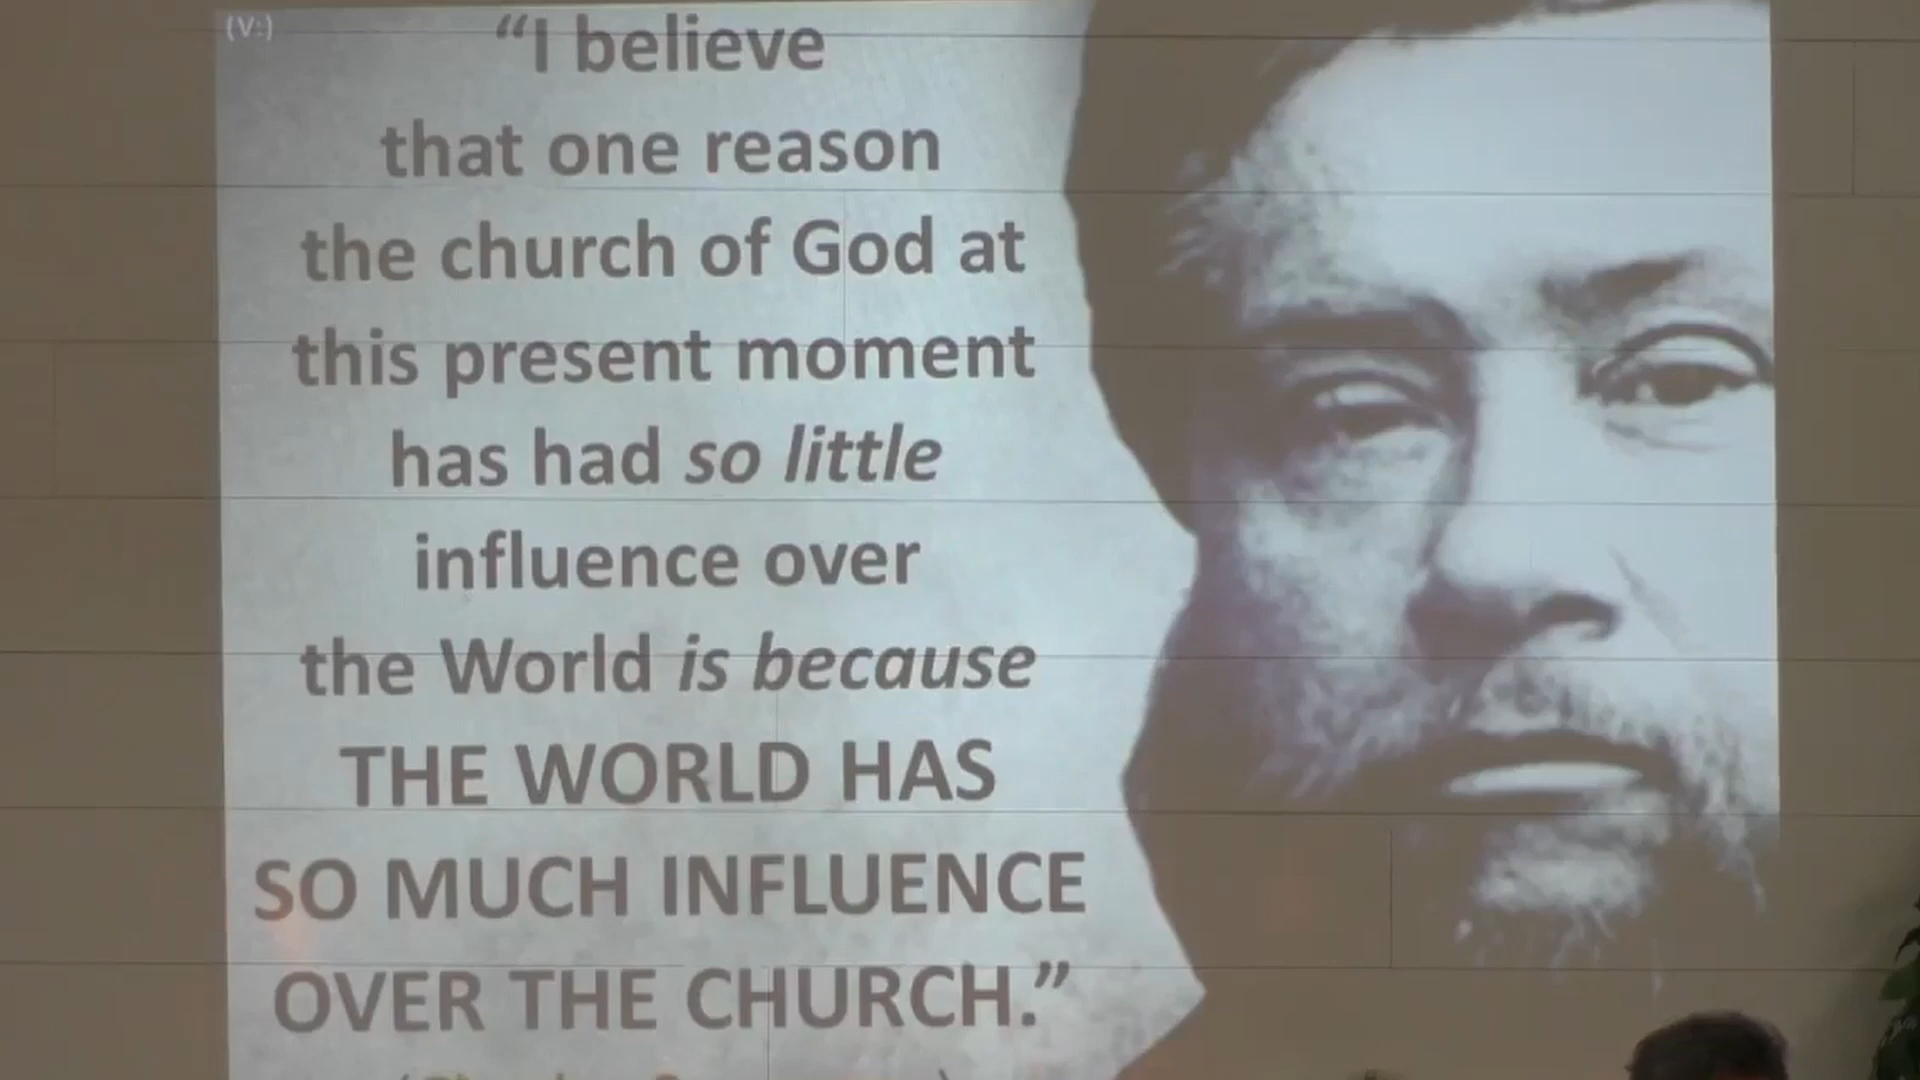 (V:)
“I believe
that one reason
the church of God at
this present moment
has had so little
influence over
the World is because
THE WORLD HAS
SO MUCH INFLUENCE
OVER THE CHURCH.”